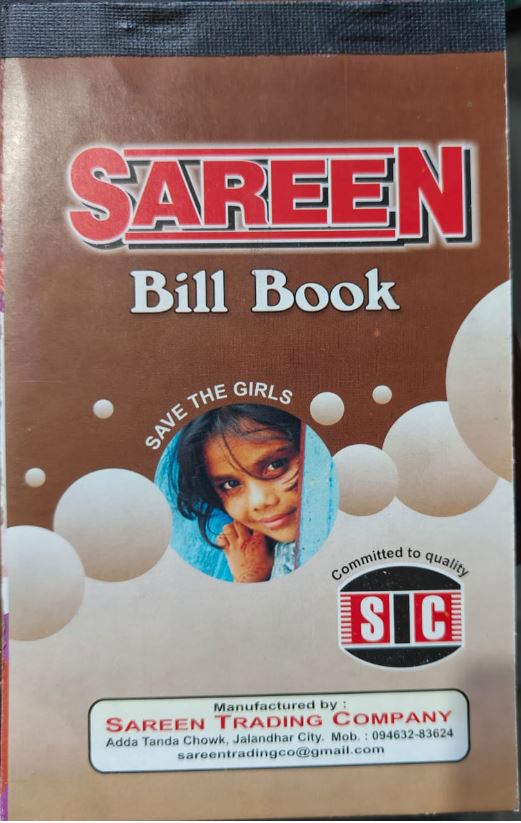 SAREEN
Bill Book
SAVE THE GIRLS
Committed to quality
SIC
Manufactured by :
SAREEN TRADING COMPANY
Adda Tanda Chowk, Jalandhar City. Mob. : 094632-83624
sareentradingco@gmail.com